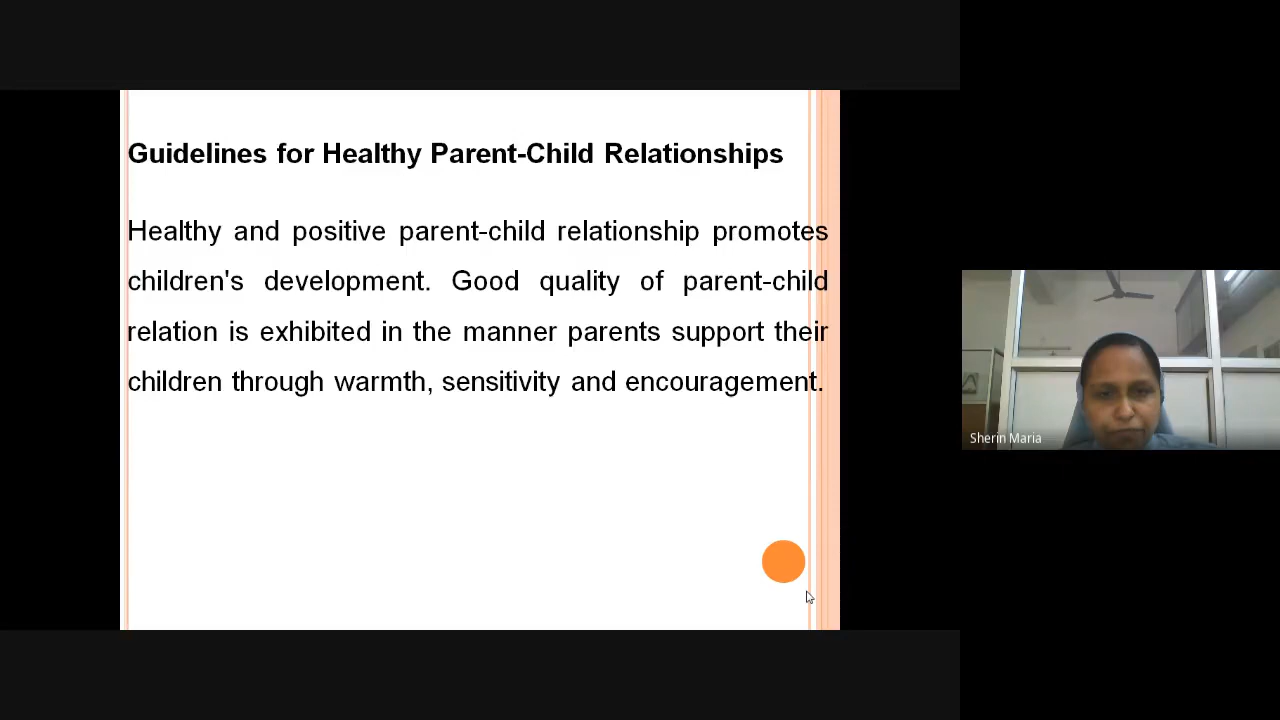 Guidelines for Healthy Parent-Child Relationships
Healthy and positive parent-child relationship promotes
children's development. Good quality of parent-child
relation is exhibited in the manner parents support their
children through warmth, sensitivity and encouragement.
Sherin Maria